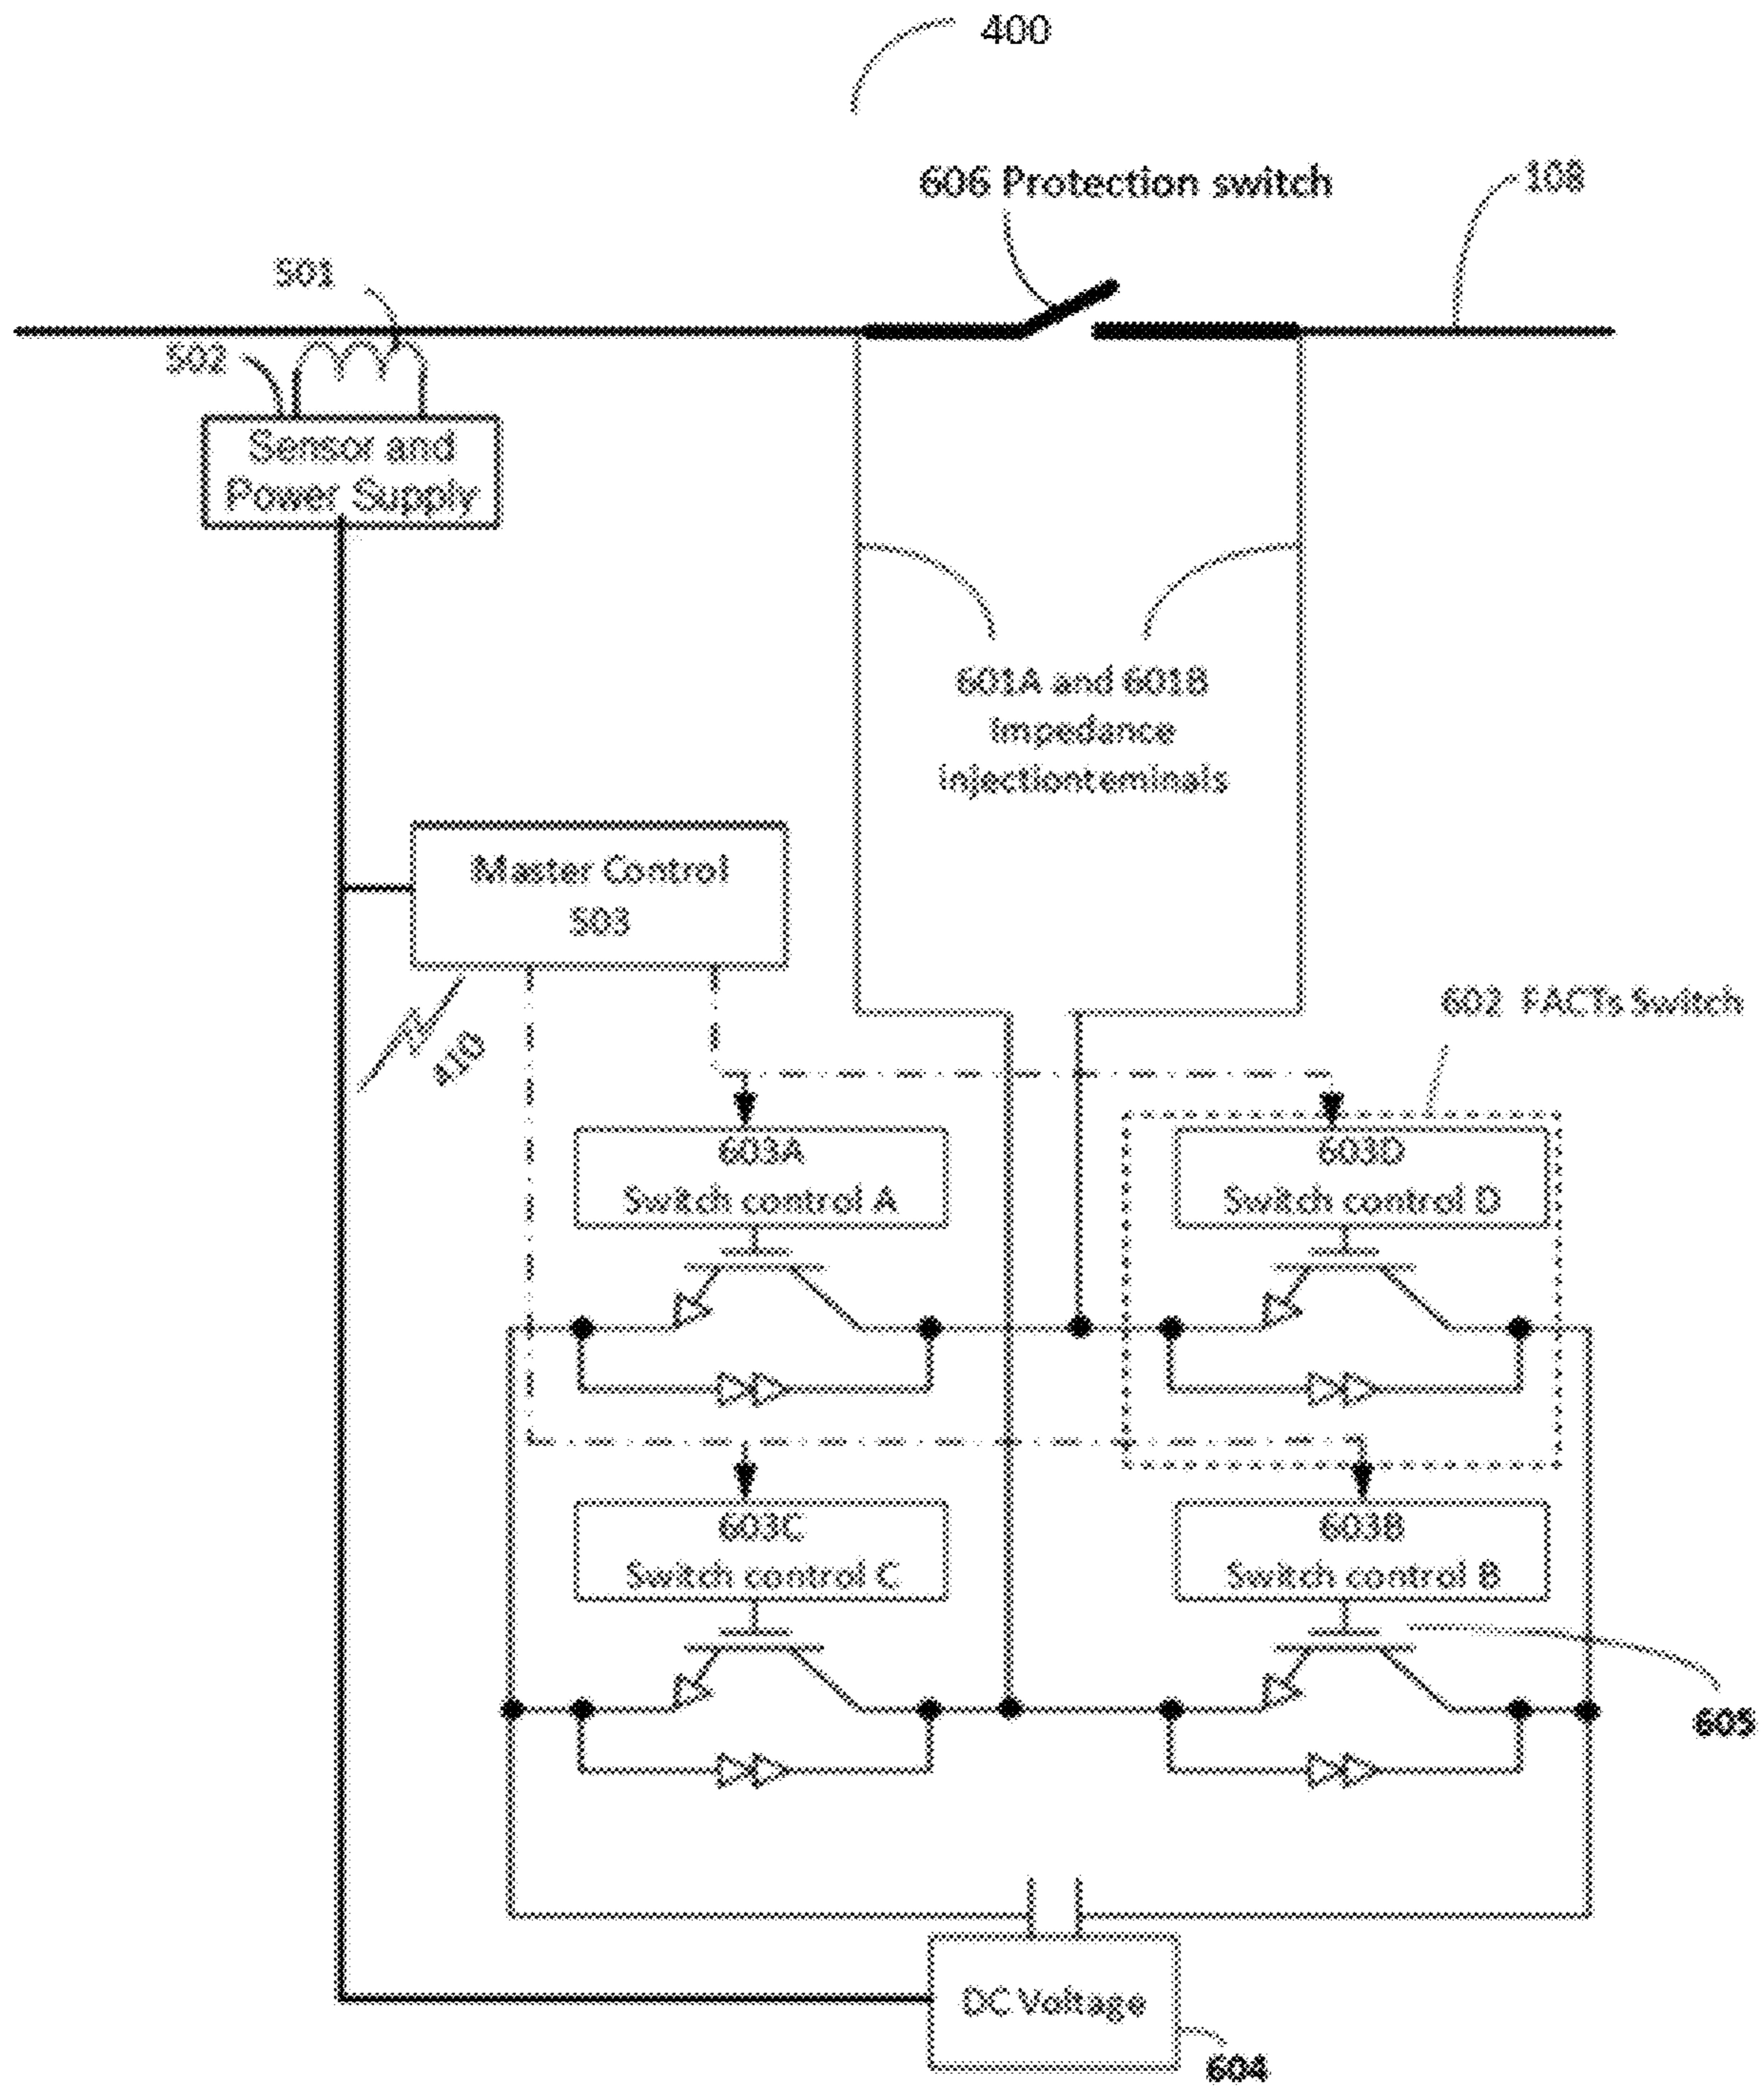 400
606 Protection switch
108
501
502
Sensor and
Power Supply
601A and 601B
Impedance
injectionteminals
Master Control
503
602 FACTs Switch
410
603A
Switch control A
603D
Switch control D
603C
Switch control C
603B
Switch control B
605
DC Voltage
604